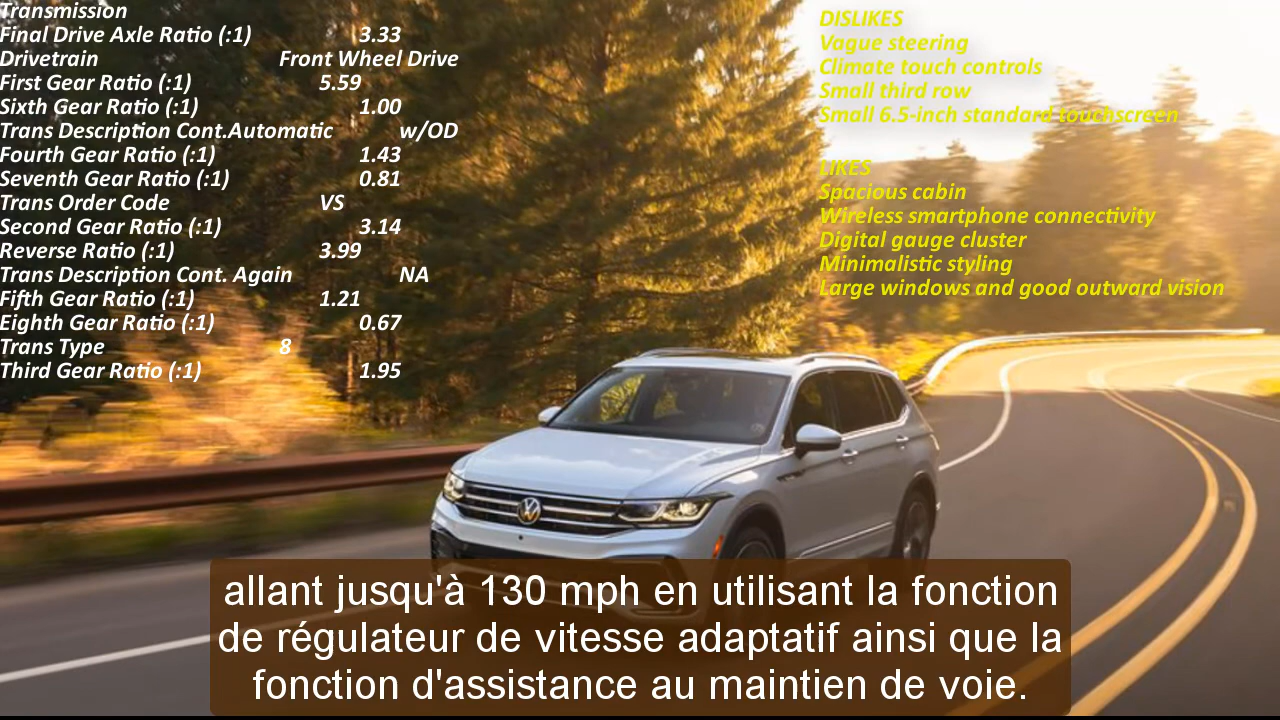 Transmission
Final Drive Axle Ratio (:1) 3.33
Drivetrain Front Wheel Drive
First Gear Ratio (:1) 5.59
Sixth Gear Ratio (:1) 1.00
Trans Description Cont.Automatic w/OD
Fourth Gear Ratio (:1) 1.43
Seventh Gear Ratio (:1) 0.81
Trans Order Code VS
Second Gear Ratio (:1) 3.14
Reverse Ratio (:1) 3.99
Trans Description Cont. Again NA
Fifth Gear Ratio (:1) 1.21
Eighth Gear Ratio (:1) 0.67
Trans Type 8
Third Gear Ratio (:1) 1.95
DISLIKES
Vague steering
Climate touch controls
Small third row
Small 6.5-inch standard touchscreen
LIKES
Spacious cabin
Wireless smartphone connectivity
Digital gauge cluster
Minimalistic styling
Large windows and good outward vision
allant jusqu'à 130 mph en utilisant la fonction
de régulateur de vitesse adaptatif ainsi que la
fonction d'assistance au maintien de voie.